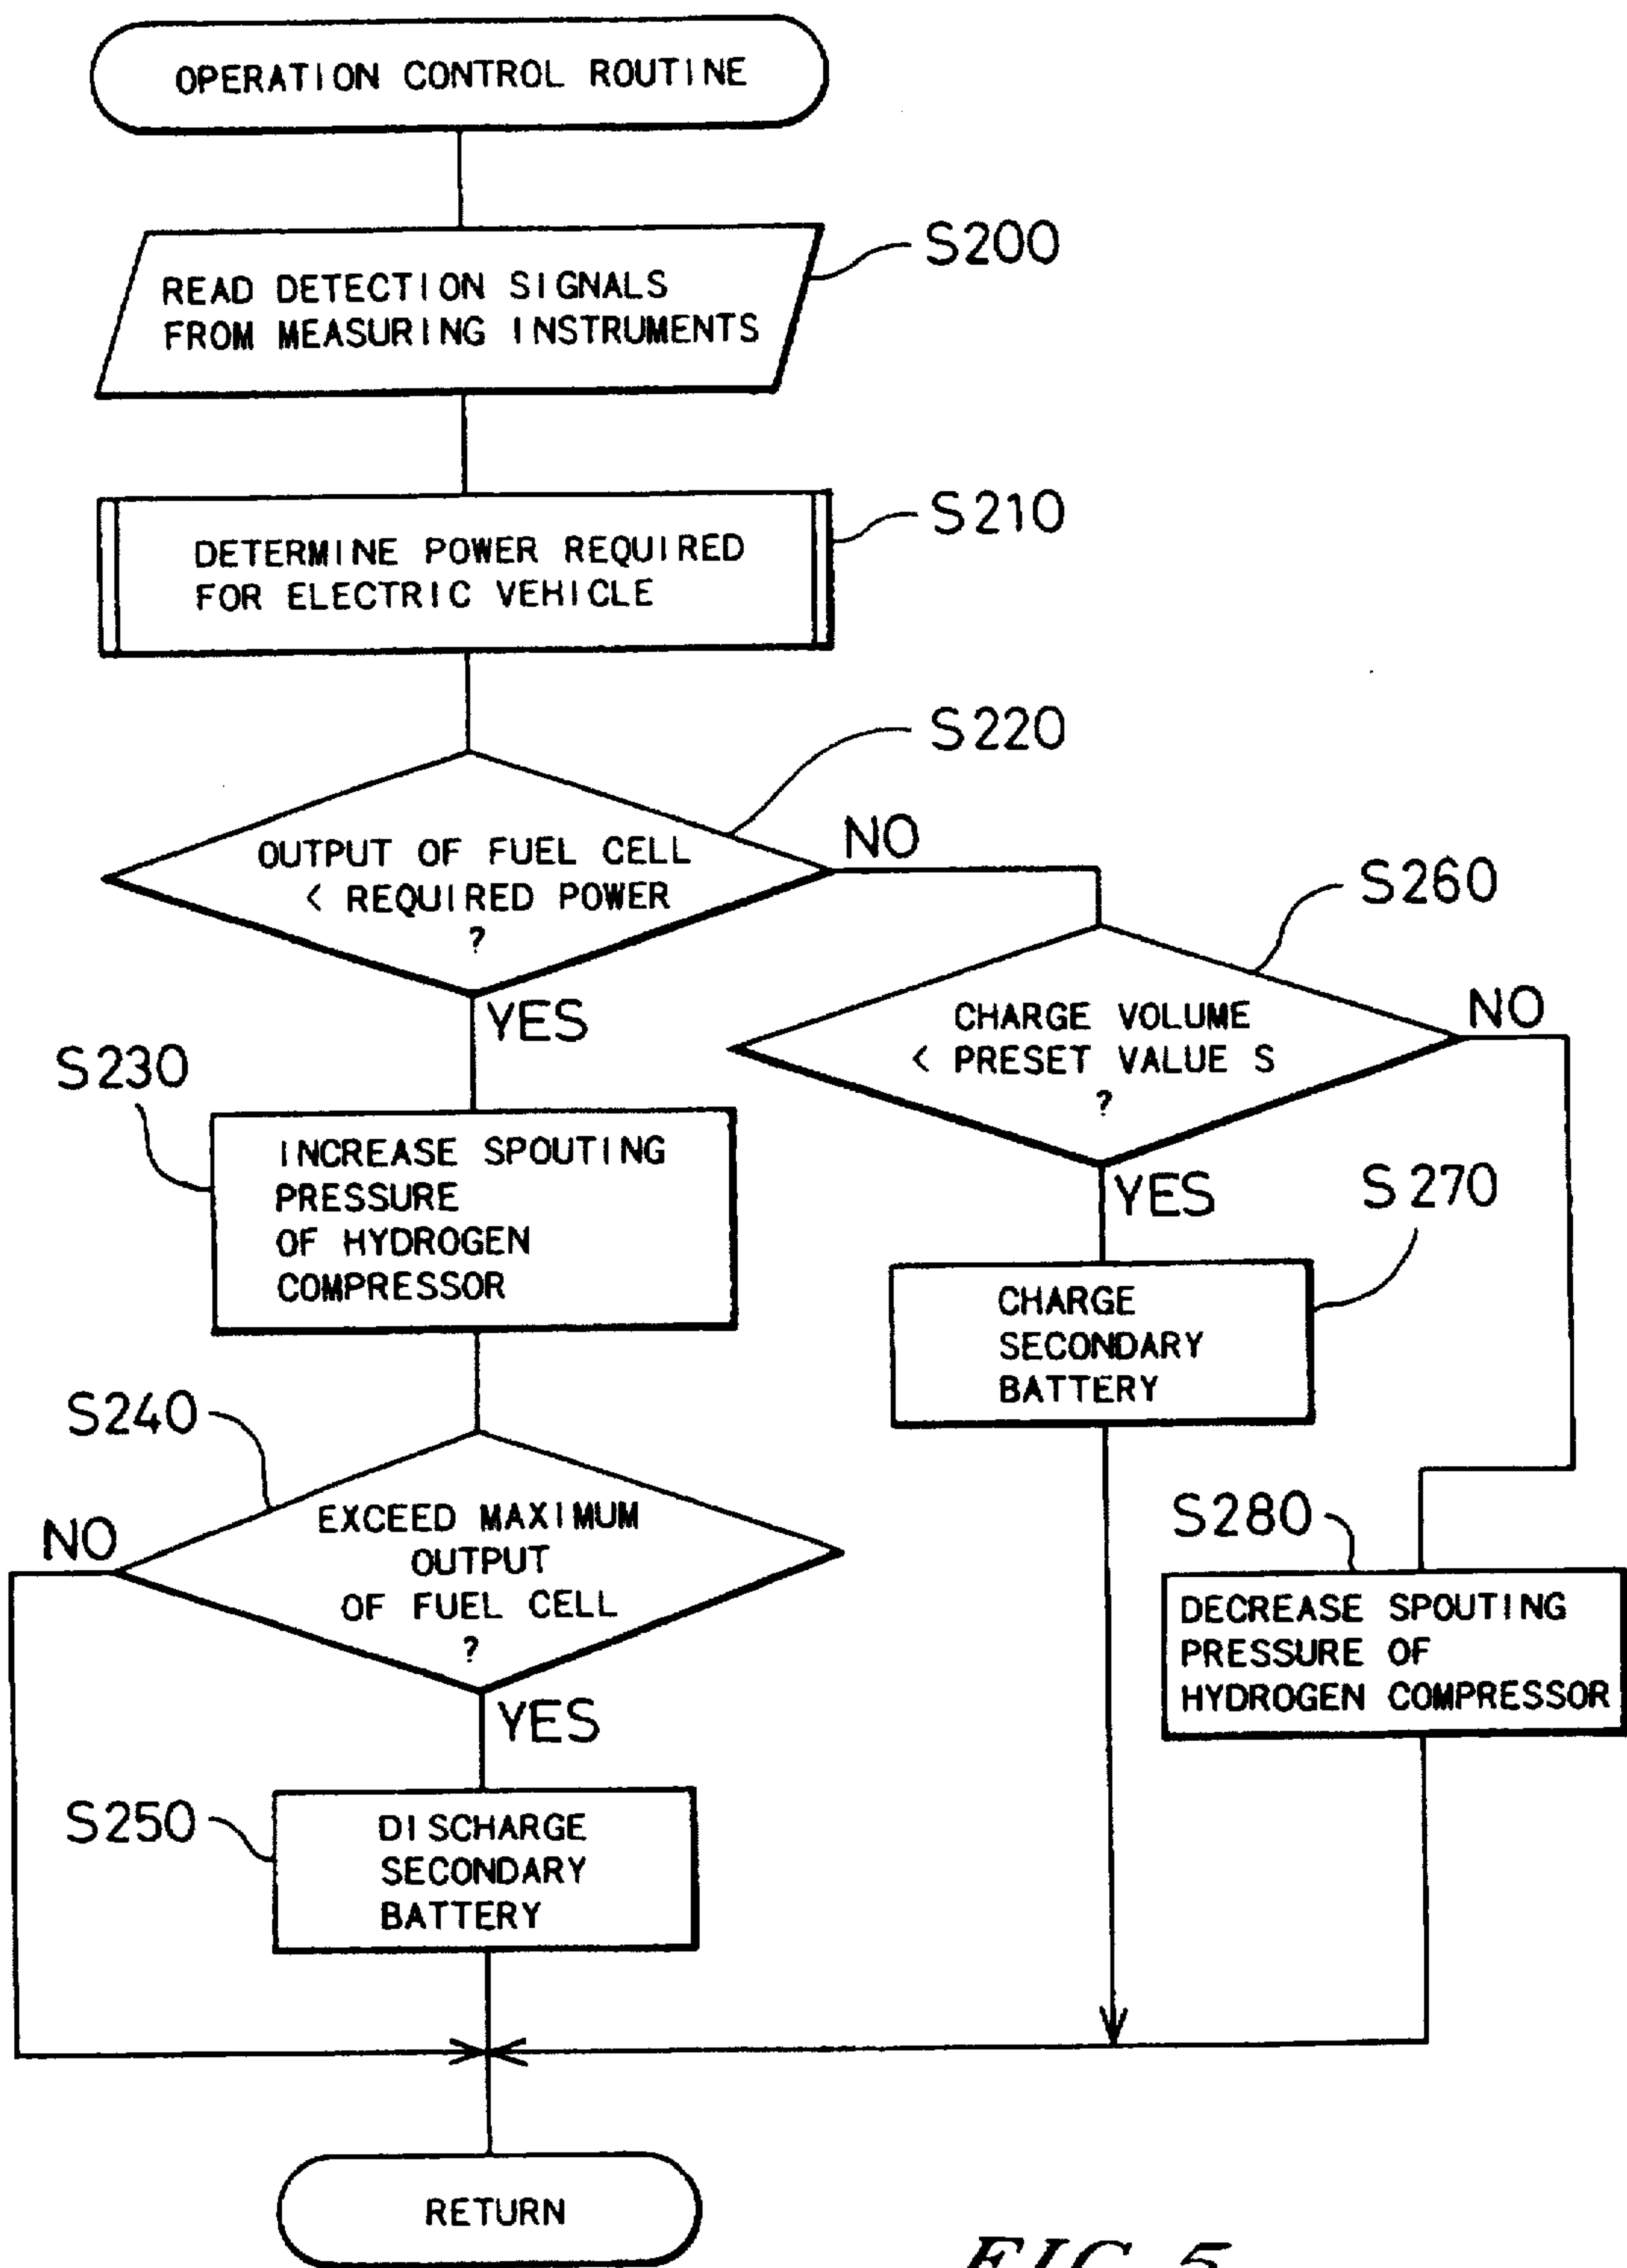 OPERATION CONTROL ROUTINE
S200
READ DETECTION SIGNALS
FROM MEASURING INSTRUMENTS
S210
DETERMINE POWER REQUIRED
FOR ELECTRIC VEHICLE
S220
OUTPUT OF FUEL CELL
< REQUIRED POWER
?
NO
YES
S260
CHARGE VOLUME
< PRESET VALUE S
?
NO
YES
S230
INCREASE SPOUTING
PRESSURE
OF HYDROGEN
COMPRESSOR
S270
CHARGE
SECONDARY
BATTERY
S240
EXCEED MAXIMUM
OUTPUT
OF FUEL CELL
?
NO
YES
S280
DECREASE SPOUTING
PRESSURE OF
HYDROGEN COMPRESSOR
S250
DISCHARGE
SECONDARY
BATTERY
RETURN
FIG. 5